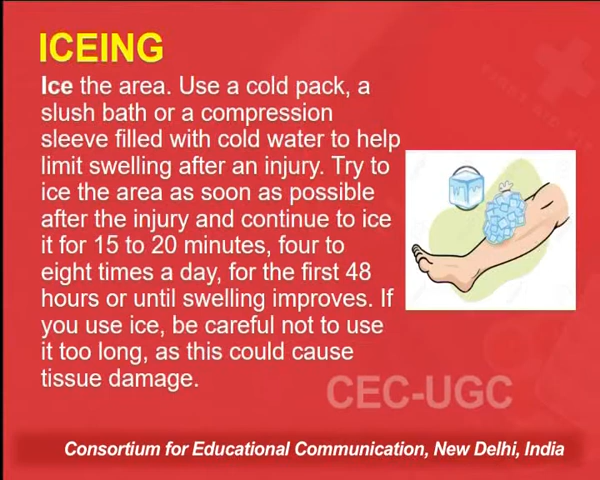 ICEING
Ice the area. Use a cold pack, a
slush bath or a compression
sleeve filled with cold water to help
limit swelling after an injury. Try to
ice the area as soon as possible
after the injury and continue to ice
it for 15 to 20 minutes, four to
eight times a day, for the first 48
hours or until swelling improves. If
you use ice, be careful not to use
it too long, as this could cause
tissue damage.
FIRST AID KIT
CEC-UGC
Consortium for Educational Communication, New Delhi, India